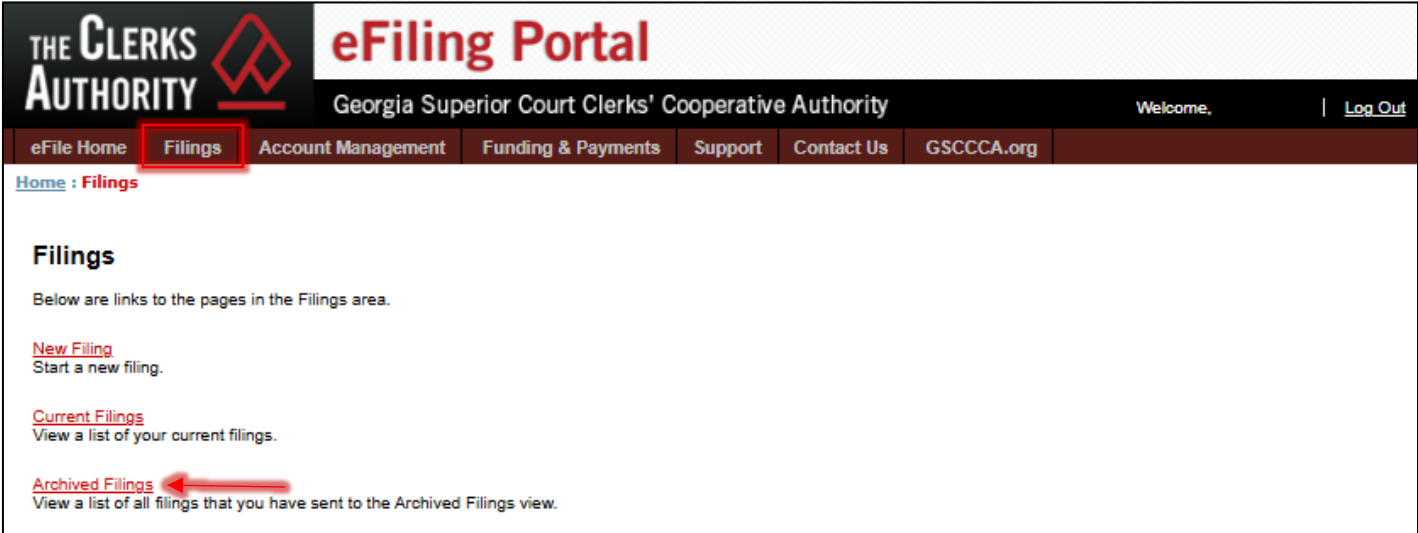 THE CLERKS
AUTHORITY
eFiling Portal
Georgia Superior Court Clerks' Cooperative Authority
Welcome, | Log Out
eFile Home Filings Account Management Funding & Payments Support Contact Us GSCCCA.org
Home : Filings
Filings
Below are links to the pages in the Filings area.
New Filing
Start a new filing.
Current Filings
View a list of your current filings.
Archived Filings
View a list of all filings that you have sent to the Archived Filings view.